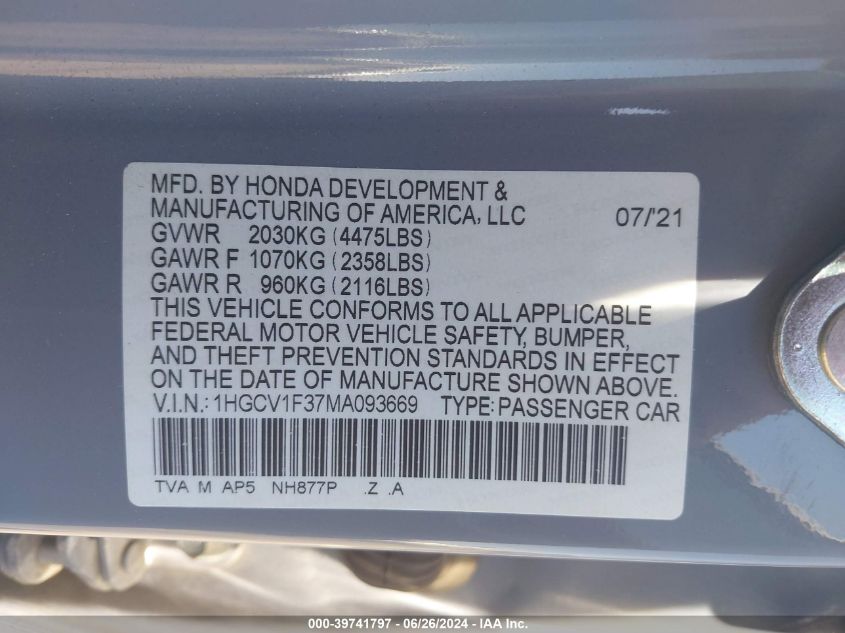 MFD. BY HONDA DEVELOPMENT &
MANUFACTURING OF AMERICA, LLC 07/'21
GVWR 2030KG (4475LBS)
GAWR F 1070KG (2358LBS)
GAWR R 960KG (2116LBS)
THIS VEHICLE CONFORMS TO ALL APPLICABLE
FEDERAL MOTOR VEHICLE SAFETY, BUMPER,
AND THEFT PREVENTION STANDARDS IN EFFECT
ON THE DATE OF MANUFACTURE SHOWN ABOVE.
V.I.N.: 1HGCV1F37MA093669 TYPE: PASSENGER CAR
TVA M AP5 NH877P .Z .A
000-39741797 - 06/26/2024 - IAA Inc.